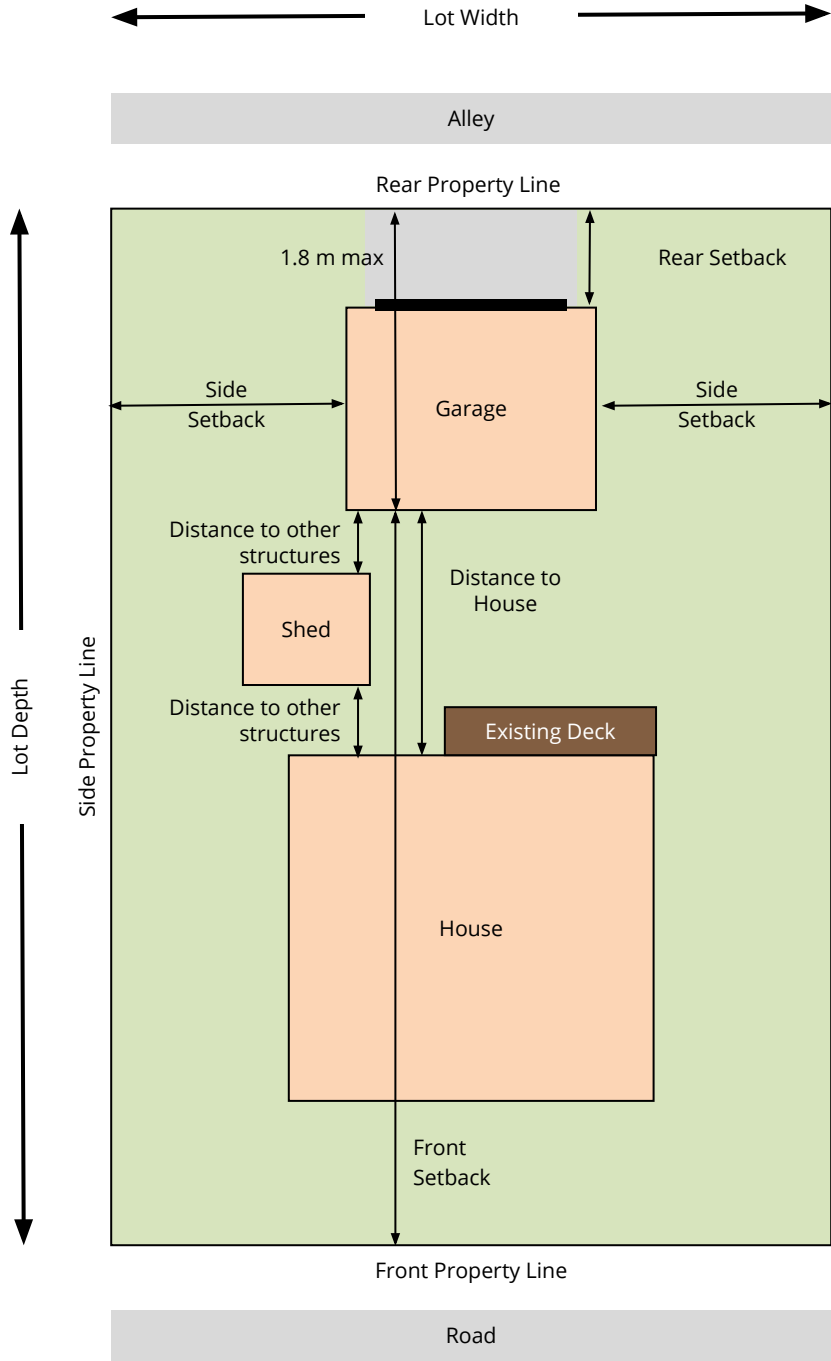 Lot Width
Alley
Rear Property Line
1.8 m max
Rear Setback
Side
Setback
Garage
Side
Setback
Distance to other
structures
Distance to
House
Shed
Lot Depth
Side Property Line
Distance to other
structures
Existing Deck
House
Front
Setback
Front Property Line
Road